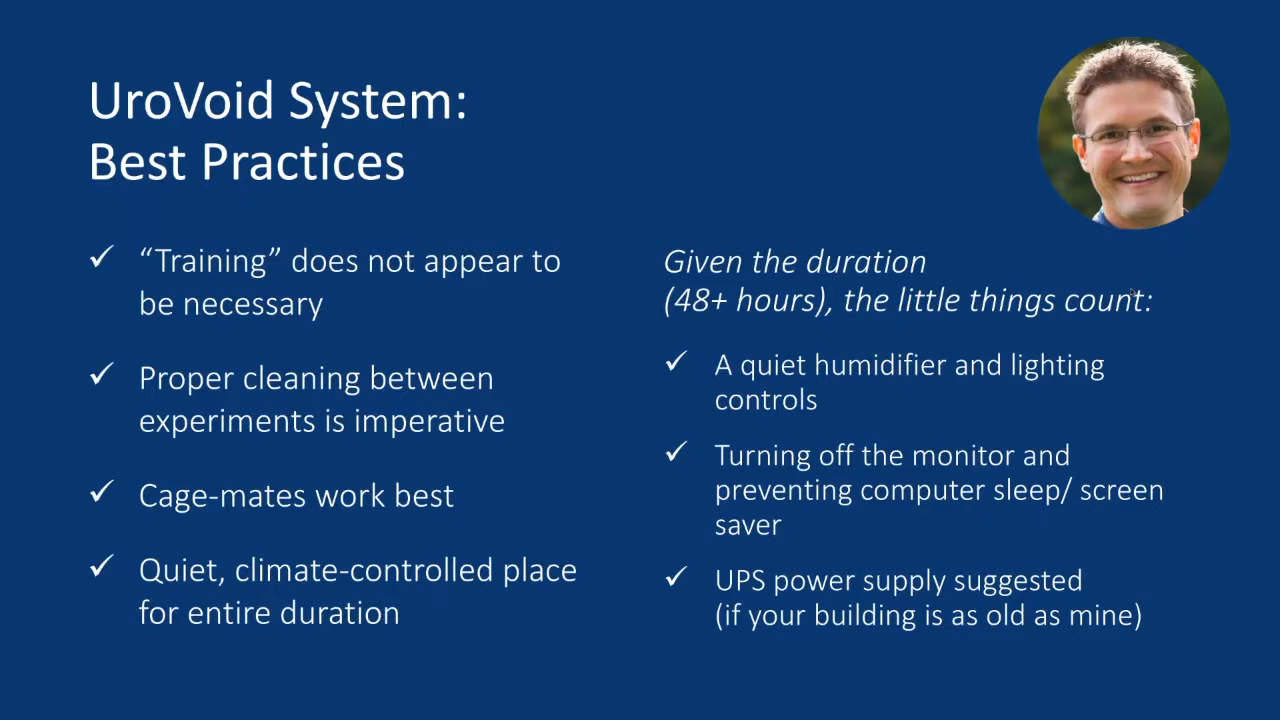 UroVoid System:
Best Practices
“Training” does not appear to
be necessary
Proper cleaning between
experiments is imperative
Cage-mates work best
Quiet, climate-controlled place
for entire duration
Given the duration
(48+ hours), the little things count:
A quiet humidifier and lighting
controls
Turning off the monitor and
preventing computer sleep/ screen
saver
UPS power supply suggested
(if your building is as old as mine)